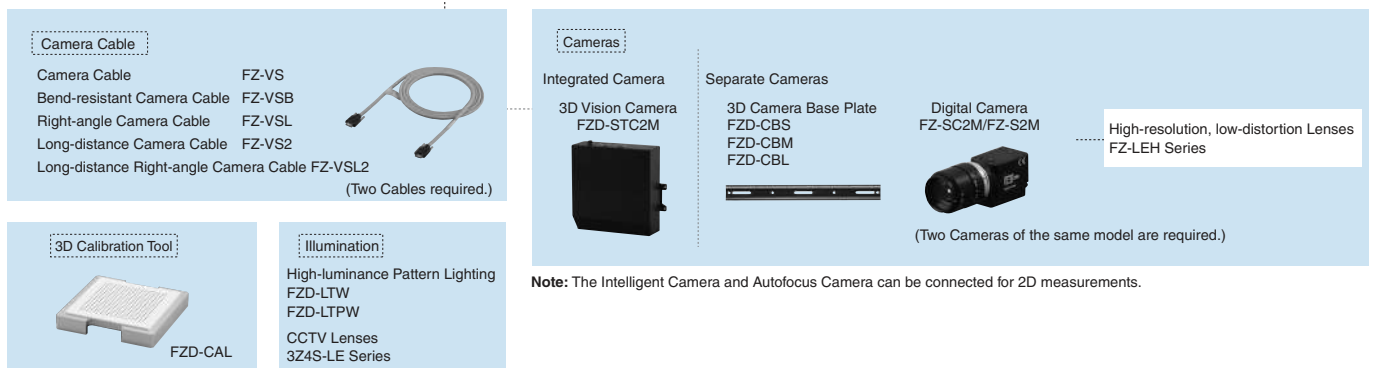 Camera Cable
Camera Cable FZ-VS
Bend-resistant Camera Cable FZ-VSB
Right-angle Camera Cable FZ-VSL
Long-distance Camera Cable FZ-VS2
Long-distance Right-angle Camera Cable FZ-VSL2
(Two Cables required.)
Cameras
Integrated Camera
3D Vision Camera
FZD-STC2M
Separate Cameras
3D Camera Base Plate
FZD-CBS
FZD-CBM
FZD-CBL
Digital Camera
FZ-SC2M/FZ-S2M
(Two Cameras of the same model are required.)
High-resolution, low-distortion Lenses
FZ-LEH Series
3D Calibration Tool
FZD-CAL
Illumination
High-luminance Pattern Lighting
FZD-LTW
FZD-LTPW
CCTV Lenses
3Z4S-LE Series
Note: The Intelligent Camera and Autofocus Camera can be connected for 2D measurements.